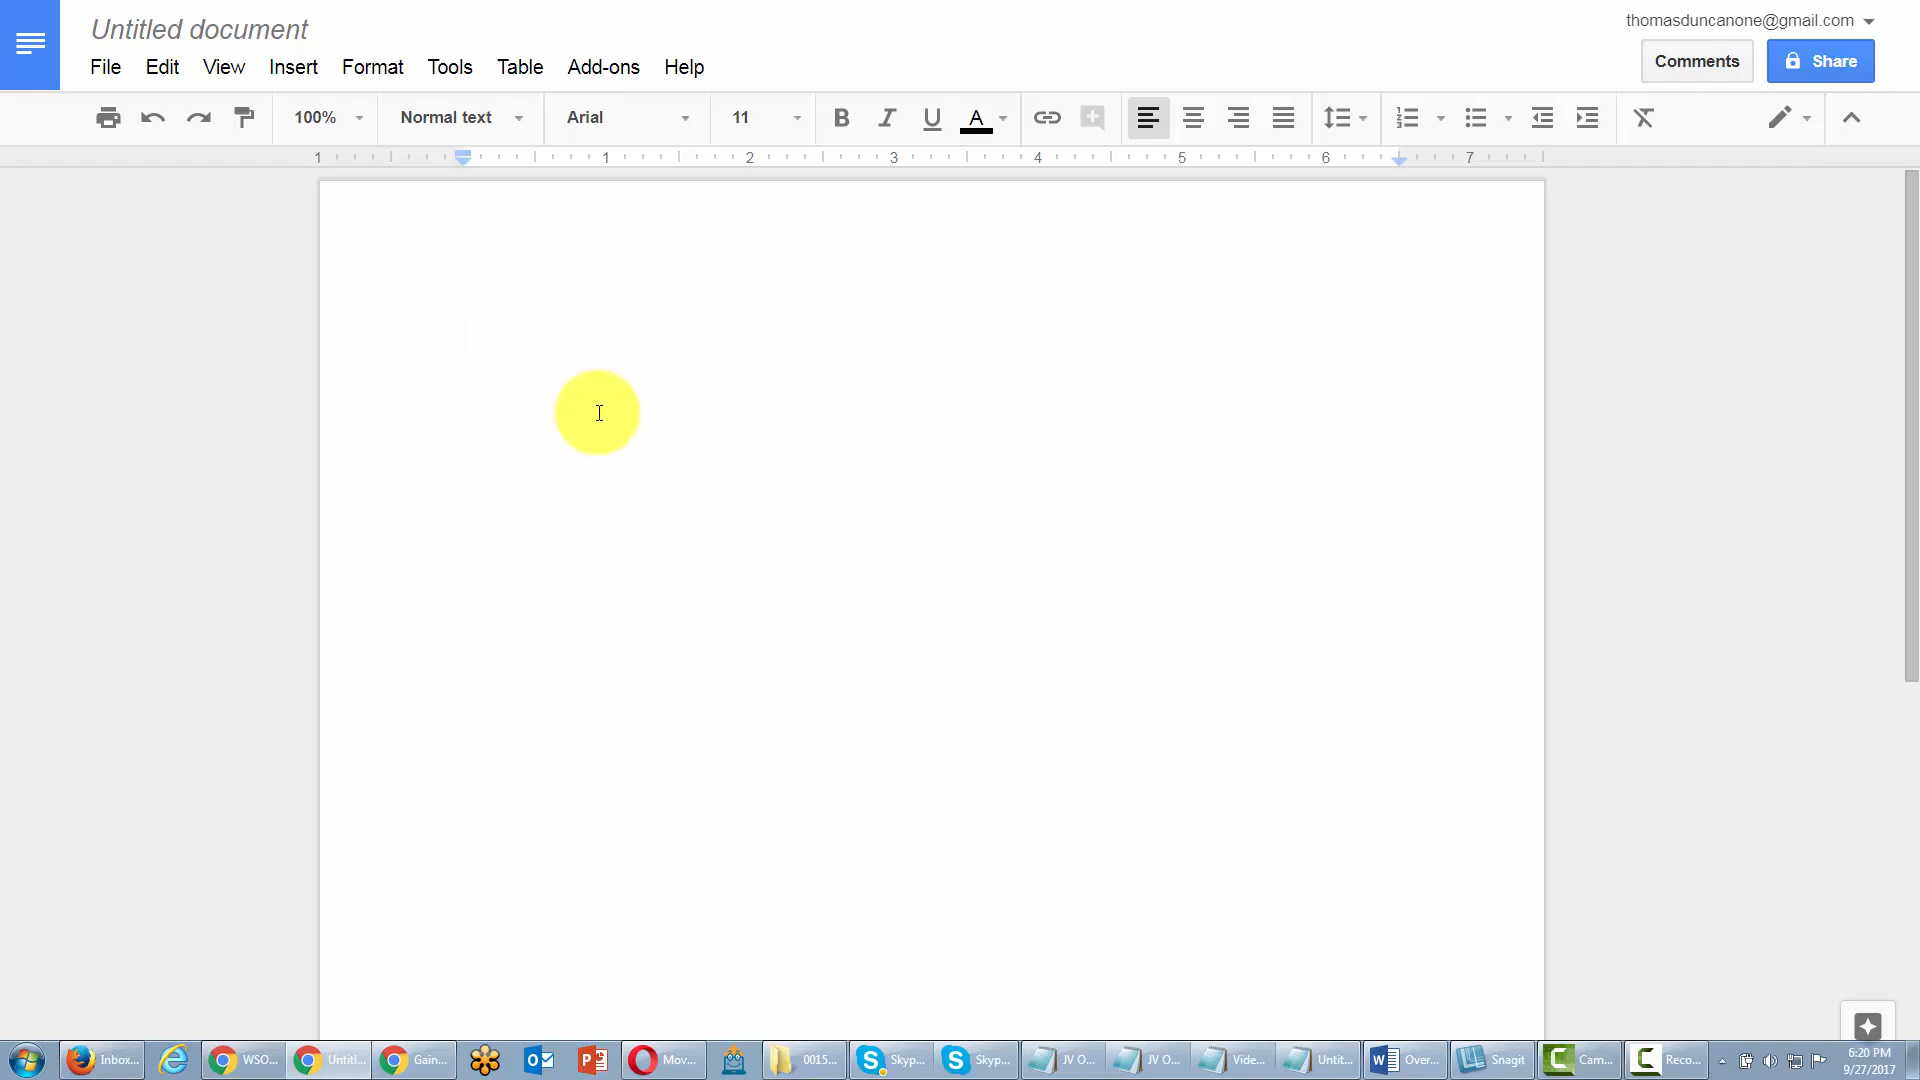 Untitled document
thomasduncanone@gmail.com
File Edit View Insert Format Tools Table Add-ons Help
Comments
Share
100% Normal text Arial 11 B I U A
1 1 2 3 4 5 6 7
Inbox... WSO... Untitl... Gain... Mov... 0015... Skyp... Skyp... JV O... JV O... Vide... Untit... Over... Snagit Cam... Reco...
6:20 PM
9/27/2017